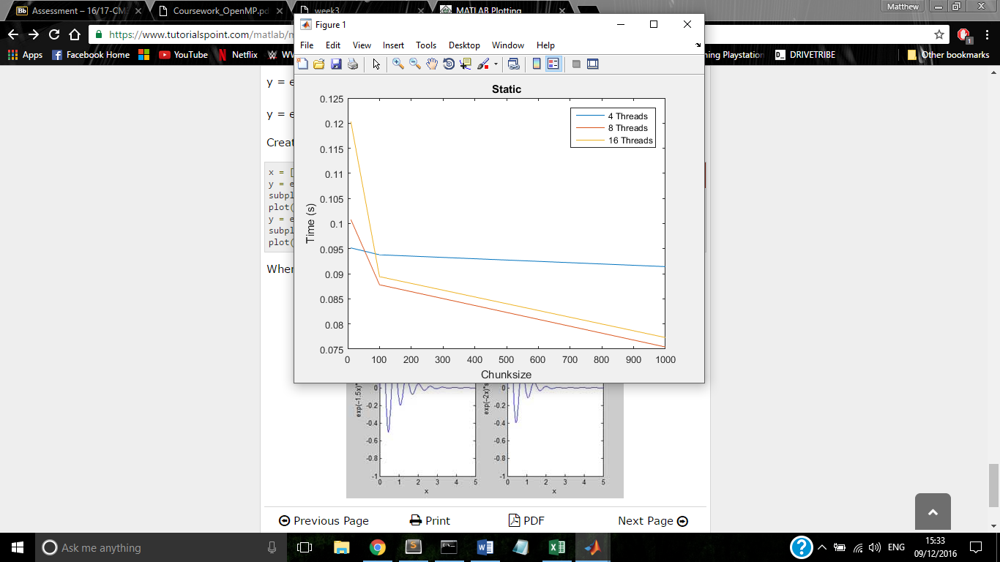 Assessment – 16/17-CM
Coursework_OpenMP.pd
week3
MATLAB Plotting
Matthew
https://www.tutorialspoint.com/matlab/m
Apps
Facebook Home
YouTube
Netflix
WW
ning Playstation
DRIVETRIBE
Other bookmarks
1
Figure 1
File Edit View Insert Tools Desktop Window Help
y = e
y = e
Creat
x = [
y = e
subpl
plot(
y = e
subpl
plot(
When
Static
0.125
0.12
0.115
0.11
0.105
0.1
0.095
0.09
0.085
0.08
0.075
Time (s)
4 Threads
8 Threads
16 Threads
0 100 200 300 400 500 600 700 800 900 1000
Chunksize
exp(-1.5x)*
0
-0.2
-0.4
-0.6
-0.8
-1
0 1 2 3 4 5
x
exp(-2x)*s
0
-0.2
-0.4
-0.6
-0.8
-1
0 1 2 3 4 5
x
Previous Page
Print
PDF
Next Page
Ask me anything
ENG
15:33
09/12/2016